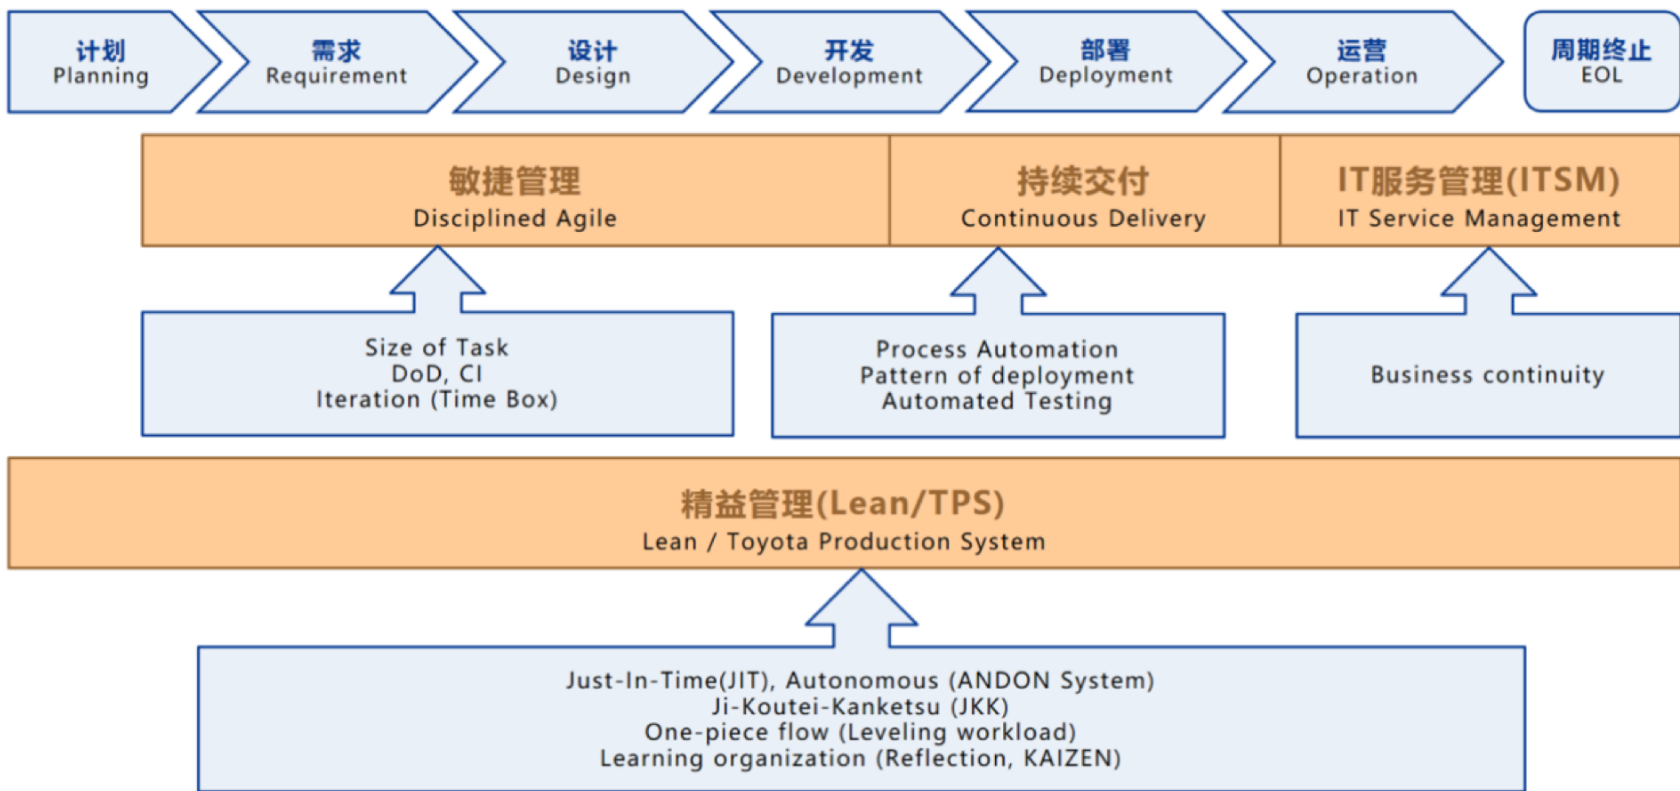 计划
Planning
需求
Requirement
设计
Design
开发
Development
部署
Deployment
运营
Operation
周期终止
EOL
敏捷管理
Disciplined Agile
持续交付
Continuous Delivery
IT服务管理(ITSM)
IT Service Management
Size of Task
DoD, CI
Iteration (Time Box)
Process Automation
Pattern of deployment
Automated Testing
Business continuity
精益管理(Lean/TPS)
Lean / Toyota Production System
Just-In-Time(JIT), Autonomous (ANDON System)
Ji-Koutei-Kanketsu (JKK)
One-piece flow (Leveling workload)
Learning organization (Reflection, KAIZEN)